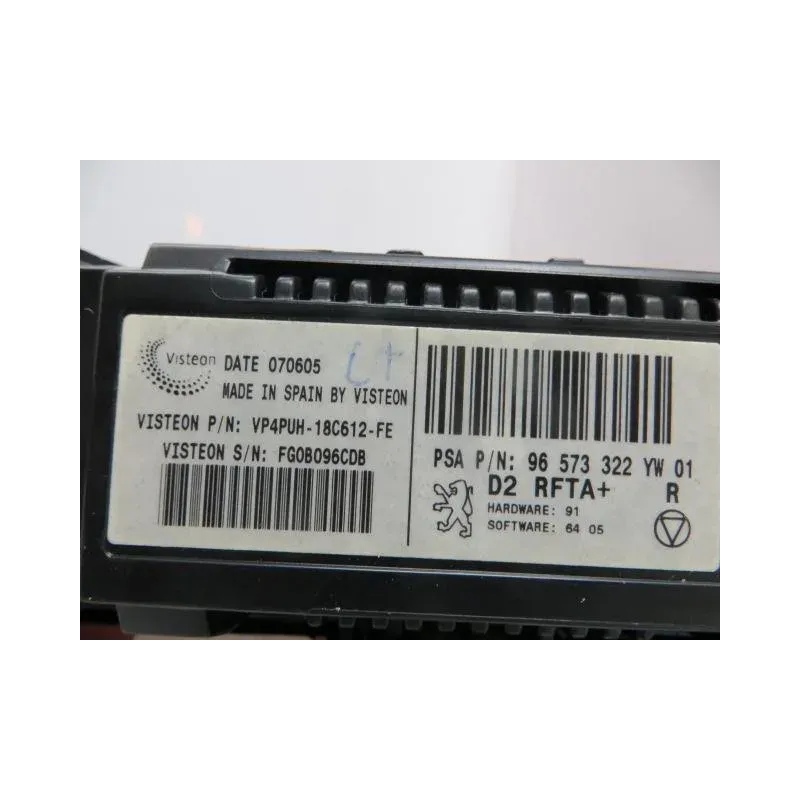 Visteon DATE 070605
MADE IN SPAIN BY VISTEON
VISTEON P/N: VP4PUH-18C612-FE
VISTEON S/N: FG0B096CDB
PSA P/N: 96 573 322 YW 01
D2 RFTA+ R
HARDWARE: 91
SOFTWARE: 64 05